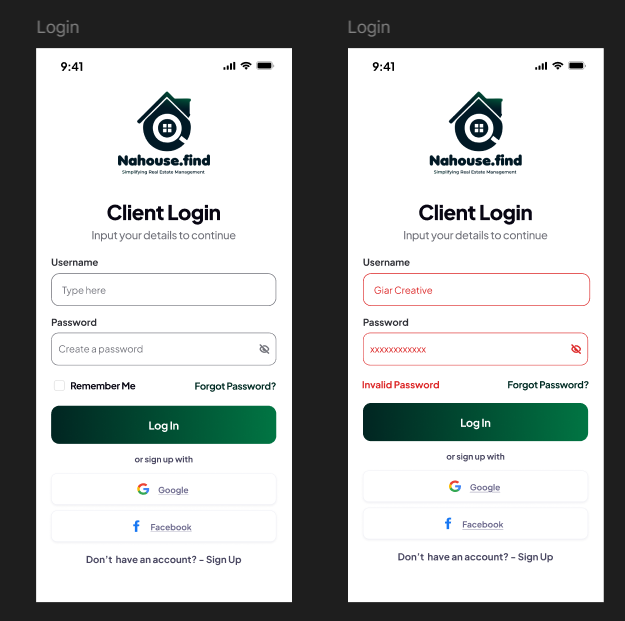 Login
9:41
Nahouse.find
Simplifying Real Estate Management
Client Login
Input your details to continue
Username
Type here
Password
Create a password
Remember Me
Forgot Password?
Log In
or sign up with
Google
Facebook
Don't have an account? - Sign Up
Login
9:41
Nahouse.find
Simplifying Real Estate Management
Client Login
Input your details to continue
Username
Giar Creative
Password
xxxxxxxxxxxx
Invalid Password
Forgot Password?
Log In
or sign up with
Google
Facebook
Don't have an account? - Sign Up